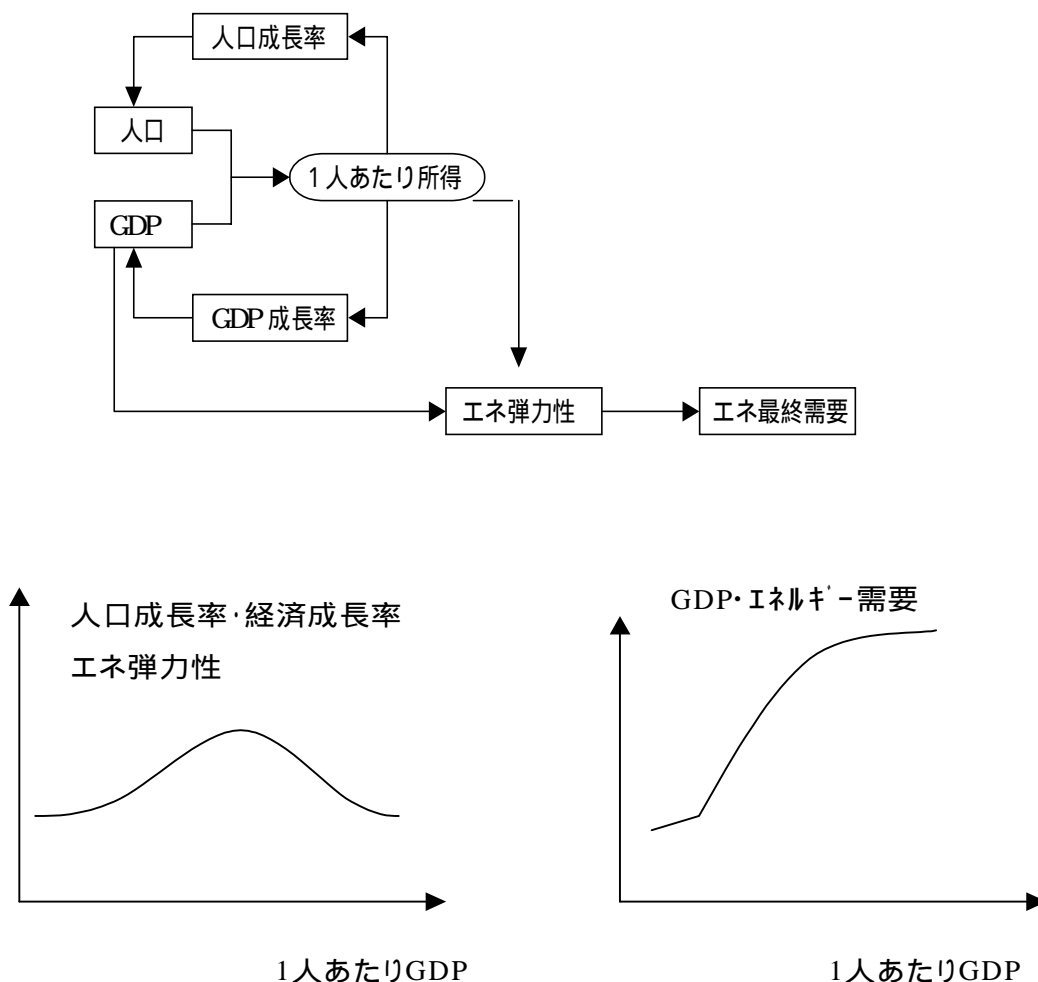 人口成長率
人口
1人あたり所得
GDP
GDP成長率
エネ弾力性
エネ最終需要
人口成長率·経済成長率
エネ弾力性
GDP·エネルギー需要
1人あたりGDP
1人あたりGDP